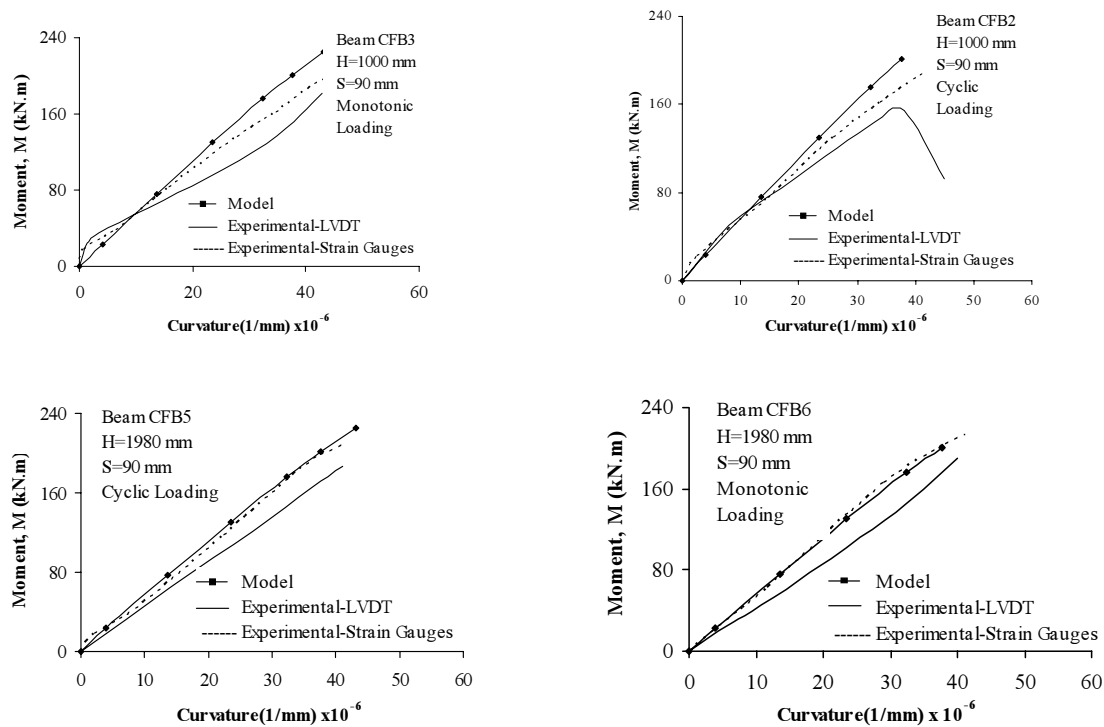 240
160
80
0
Moment, M (kN.m)
Beam CFB3
H=1000 mm
S=90 mm
Monotonic
Loading
Model
Experimental-LVDT
Experimental-Strain Gauges
0 20 40 60
Curvature(1/mm) x10⁻⁶
240
160
80
0
Moment, M (kN.m)
Beam CFB2
H=1000 mm
S=90 mm
Cyclic
Loading
Model
Experimental-LVDT
Experimental-Strain Gauges
0 10 20 30 40 50 60
Curvature(1/mm) x10⁻⁶
240
160
80
0
Moment, M (kN.m)
Beam CFB5
H=1980 mm
S=90 mm
Cyclic Loading
Model
Experimental-LVDT
Experimental-Strain Gauges
0 10 20 30 40 50 60
Curvature(1/mm) x10⁻⁶
240
160
80
0
Moment, M (kN.m)
Beam CFB6
H=1980 mm
S=90 mm
Monotonic
Loading
Model
Experimental-LVDT
Experimental-Strain Gauges
0 10 20 30 40 50 60
Curvature(1/mm) x 10⁻⁶